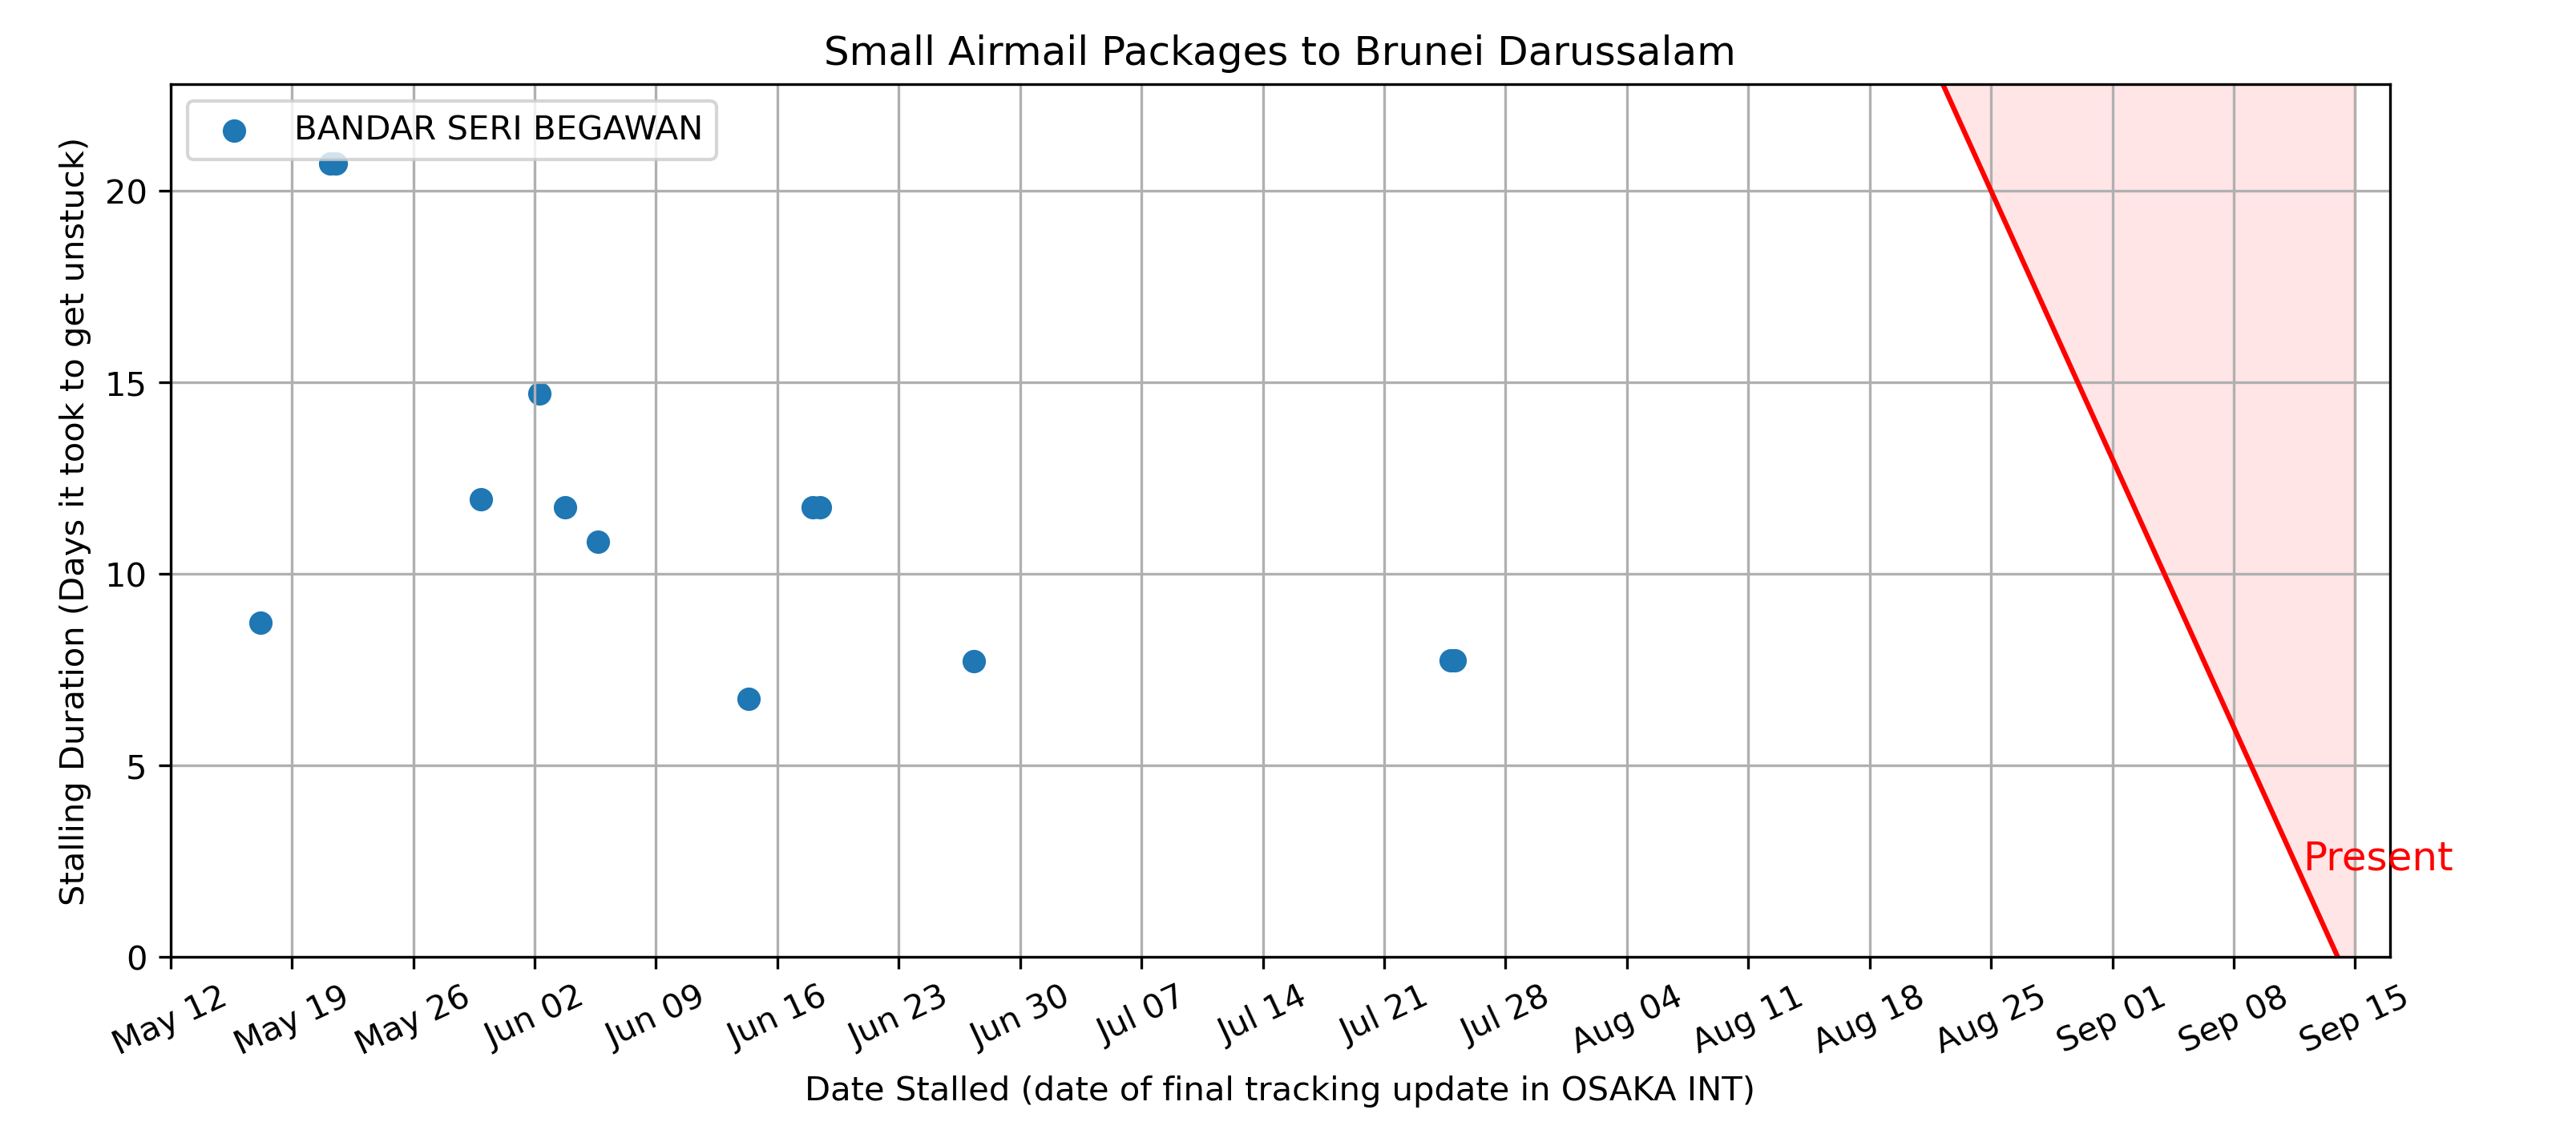 Small Airmail Packages to Brunei Darussalam
BANDAR SERI BEGAWAN
Stalling Duration (Days it took to get unstuck)
20
15
10
5
0
Present
May 12
May 19
May 26
Jun 02
Jun 09
Jun 16
Jun 23
Jun 30
Jul 07
Jul 14
Jul 21
Jul 28
Aug 04
Aug 11
Aug 18
Aug 25
Sep 01
Sep 08
Sep 15
Date Stalled (date of final tracking update in OSAKA INT)